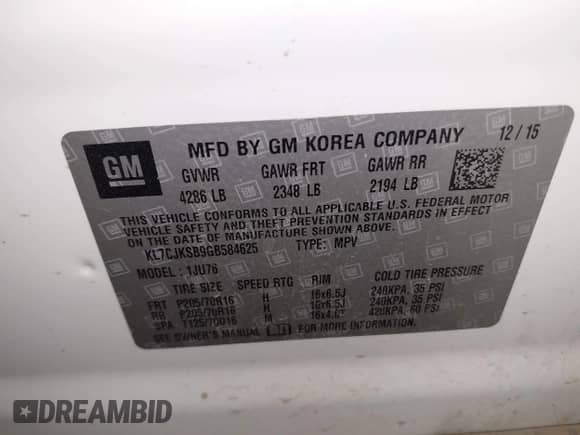 GM
MFD BY GM KOREA COMPANY 12/15
GVWR GAWR FRT GAWR RR
4286 LB 2348 LB 2194 LB
THIS VEHICLE CONFORMS TO ALL APPLICABLE U.S. FEDERAL MOTOR
VEHICLE SAFETY, BUMPER, AND THEFT PREVENTION STANDARDS IN EFFECT
ON THE DATE OF MANUFACTURE SHOWN ABOVE.
KL7CJKSB9GB584625 TYPE: MPV
MODEL: 1JU76
TIRE SIZE SPEED RTG RIM COLD TIRE PRESSURE
FRT P205/70R16 H 16x6.5J 240KPA, 35 PSI
RR P205/70R16 H 16x6.5J 240KPA, 35 PSI
SPA T125/70D16 M 420KPA, 60 PSI
SEE OWNER'S MANUAL FOR MORE INFORMATION.
DREAMBID